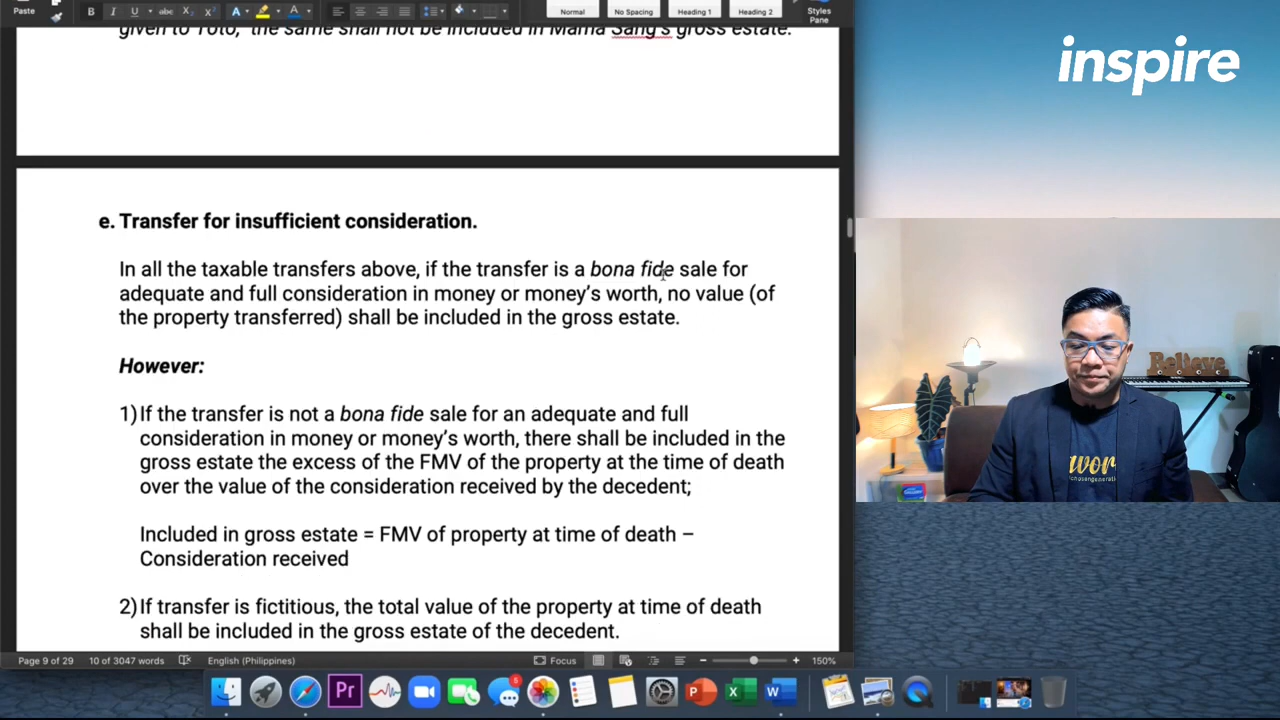 Paste
B I U abc X₂ X² A A
Normal No Spacing Heading 1 Heading 2
Styles
Pane
given to Toto, the same shall not be included in Mama Sang's gross estate.
inspire
e. Transfer for insufficient consideration.
In all the taxable transfers above, if the transfer is a bona fide sale for
adequate and full consideration in money or money's worth, no value (of
the property transferred) shall be included in the gross estate.
However:
1) If the transfer is not a bona fide sale for an adequate and full
consideration in money or money's worth, there shall be included in the
gross estate the excess of the FMV of the property at the time of death
over the value of the consideration received by the decedent;
Included in gross estate = FMV of property at time of death –
Consideration received
2) If transfer is fictitious, the total value of the property at time of death
shall be included in the gross estate of the decedent.
Believe
Page 9 of 29 10 of 3047 words English (Philippines) Focus 150%
Pr 5 P X W